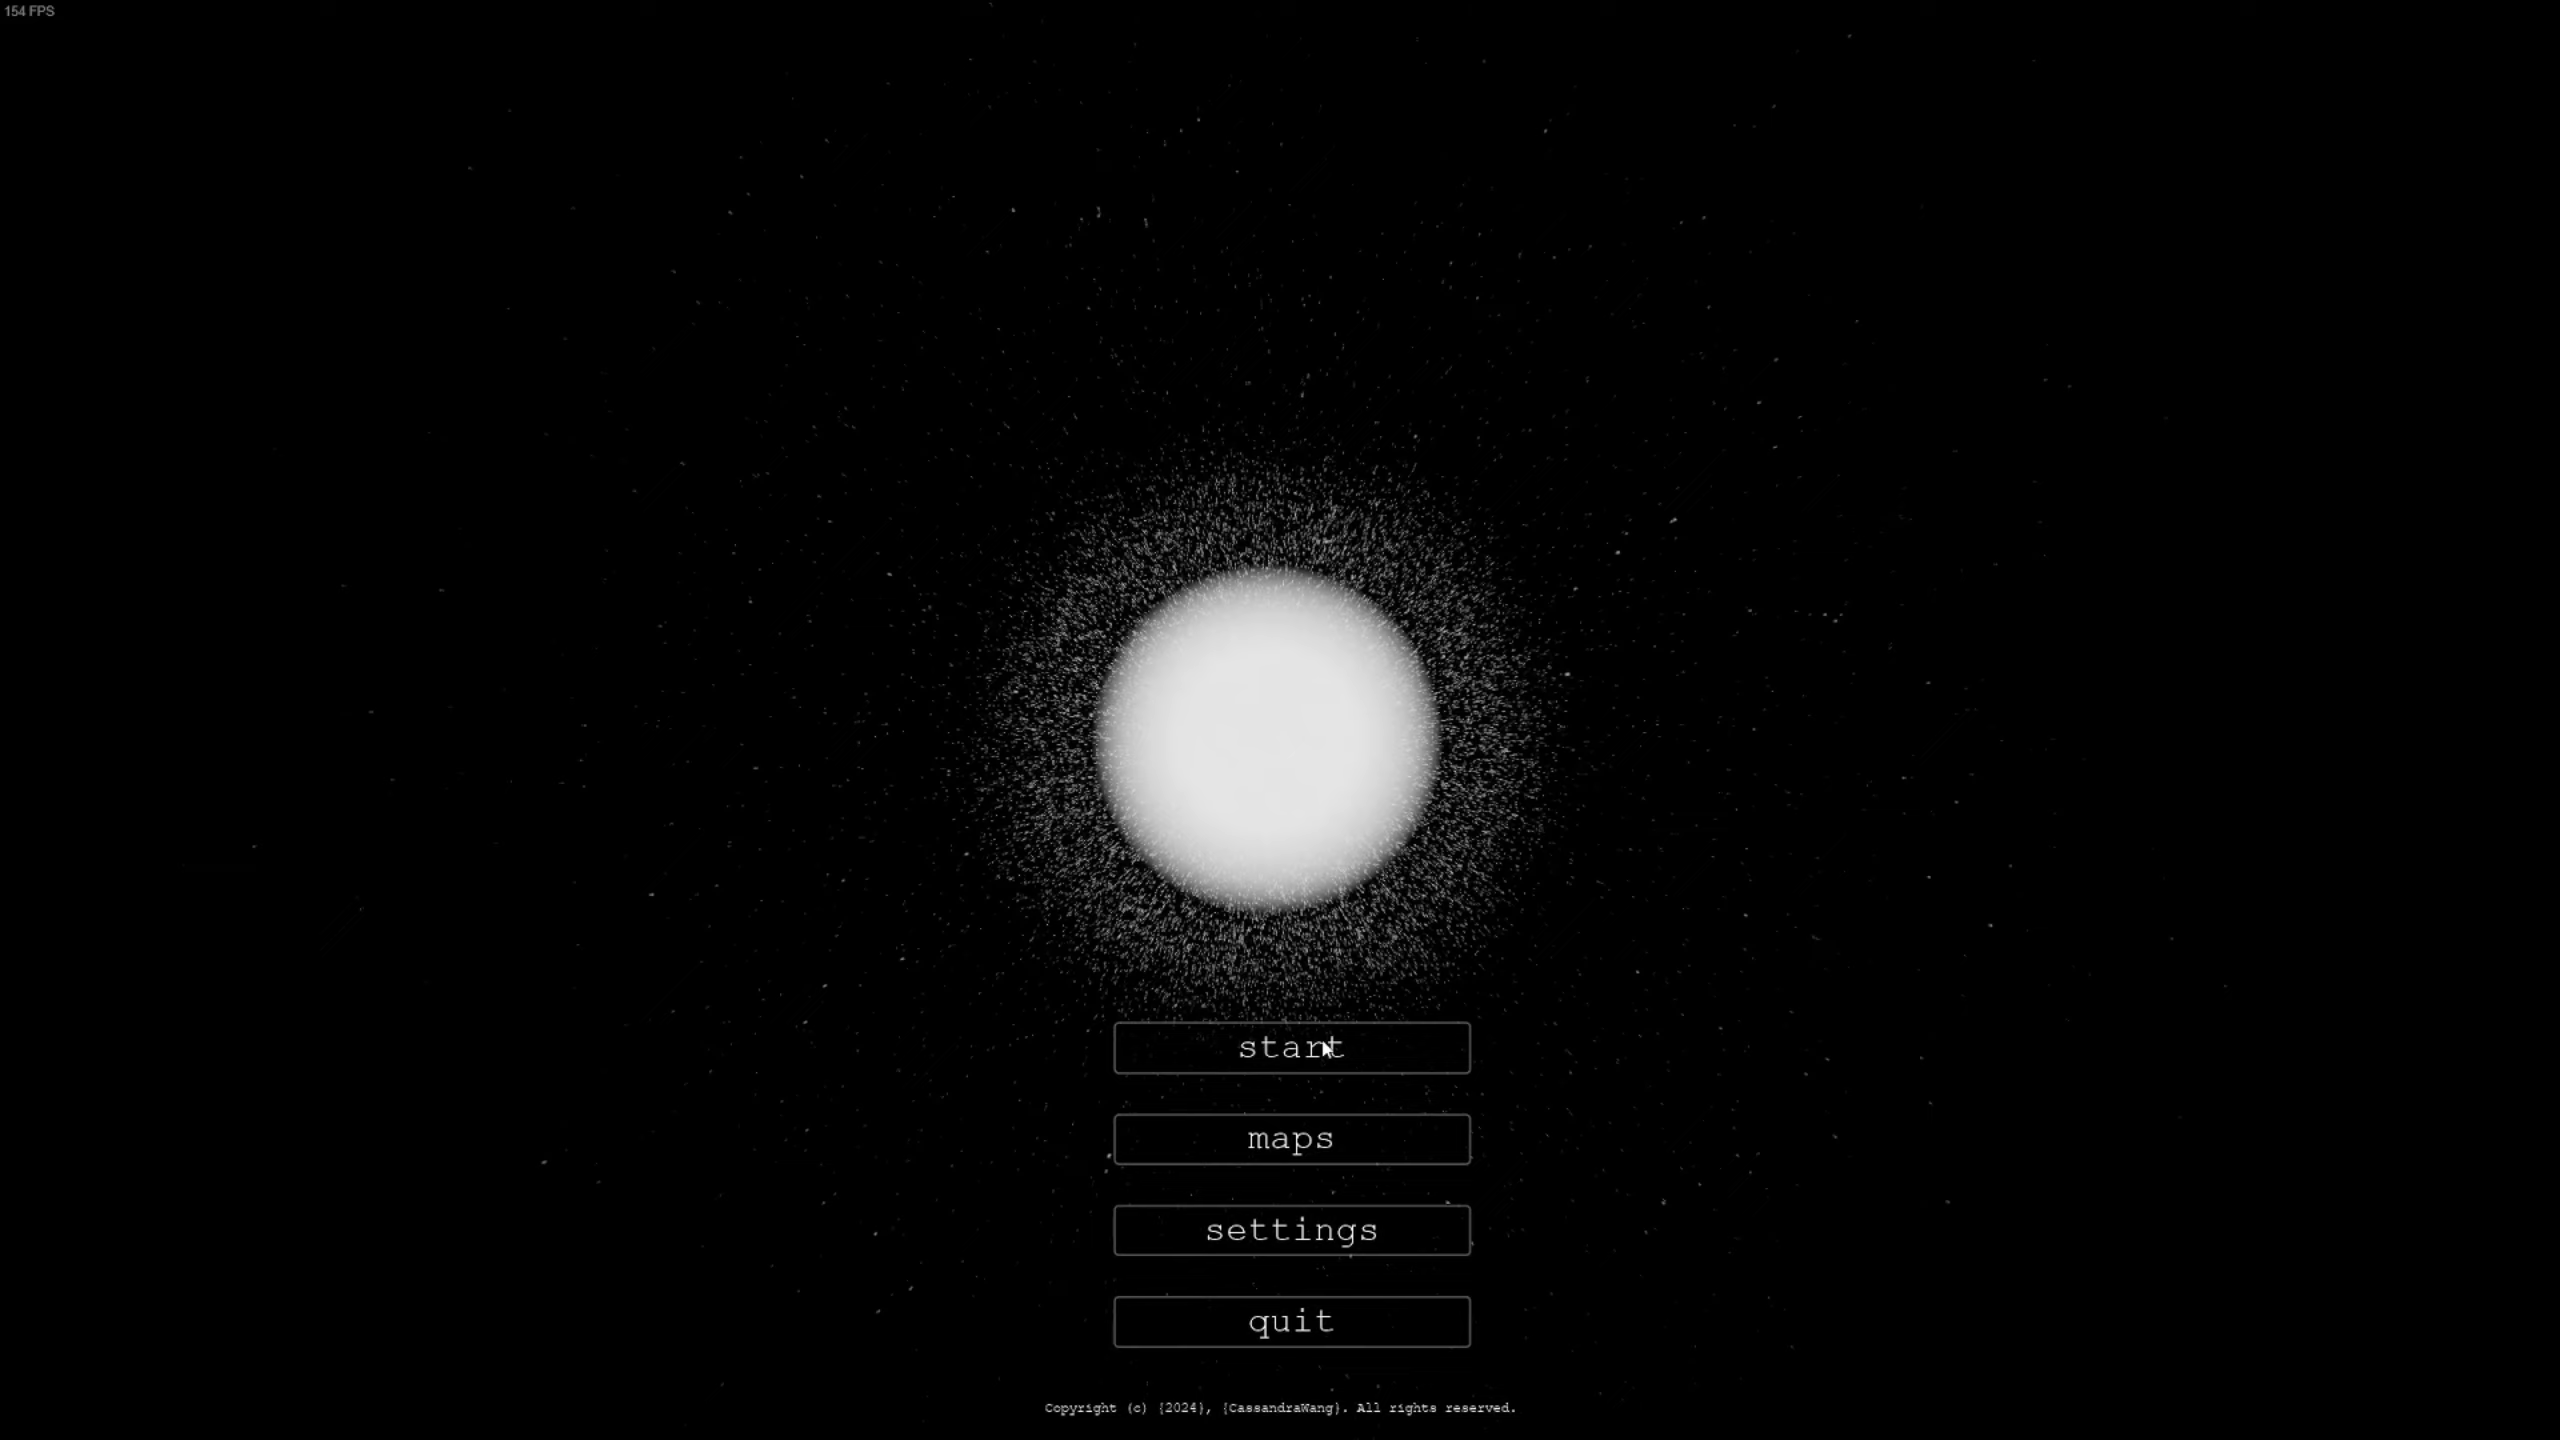 154 FPS
start
maps
settings
quit
Copyright (c) {2024}, {CassandraWang}. All rights reserved.